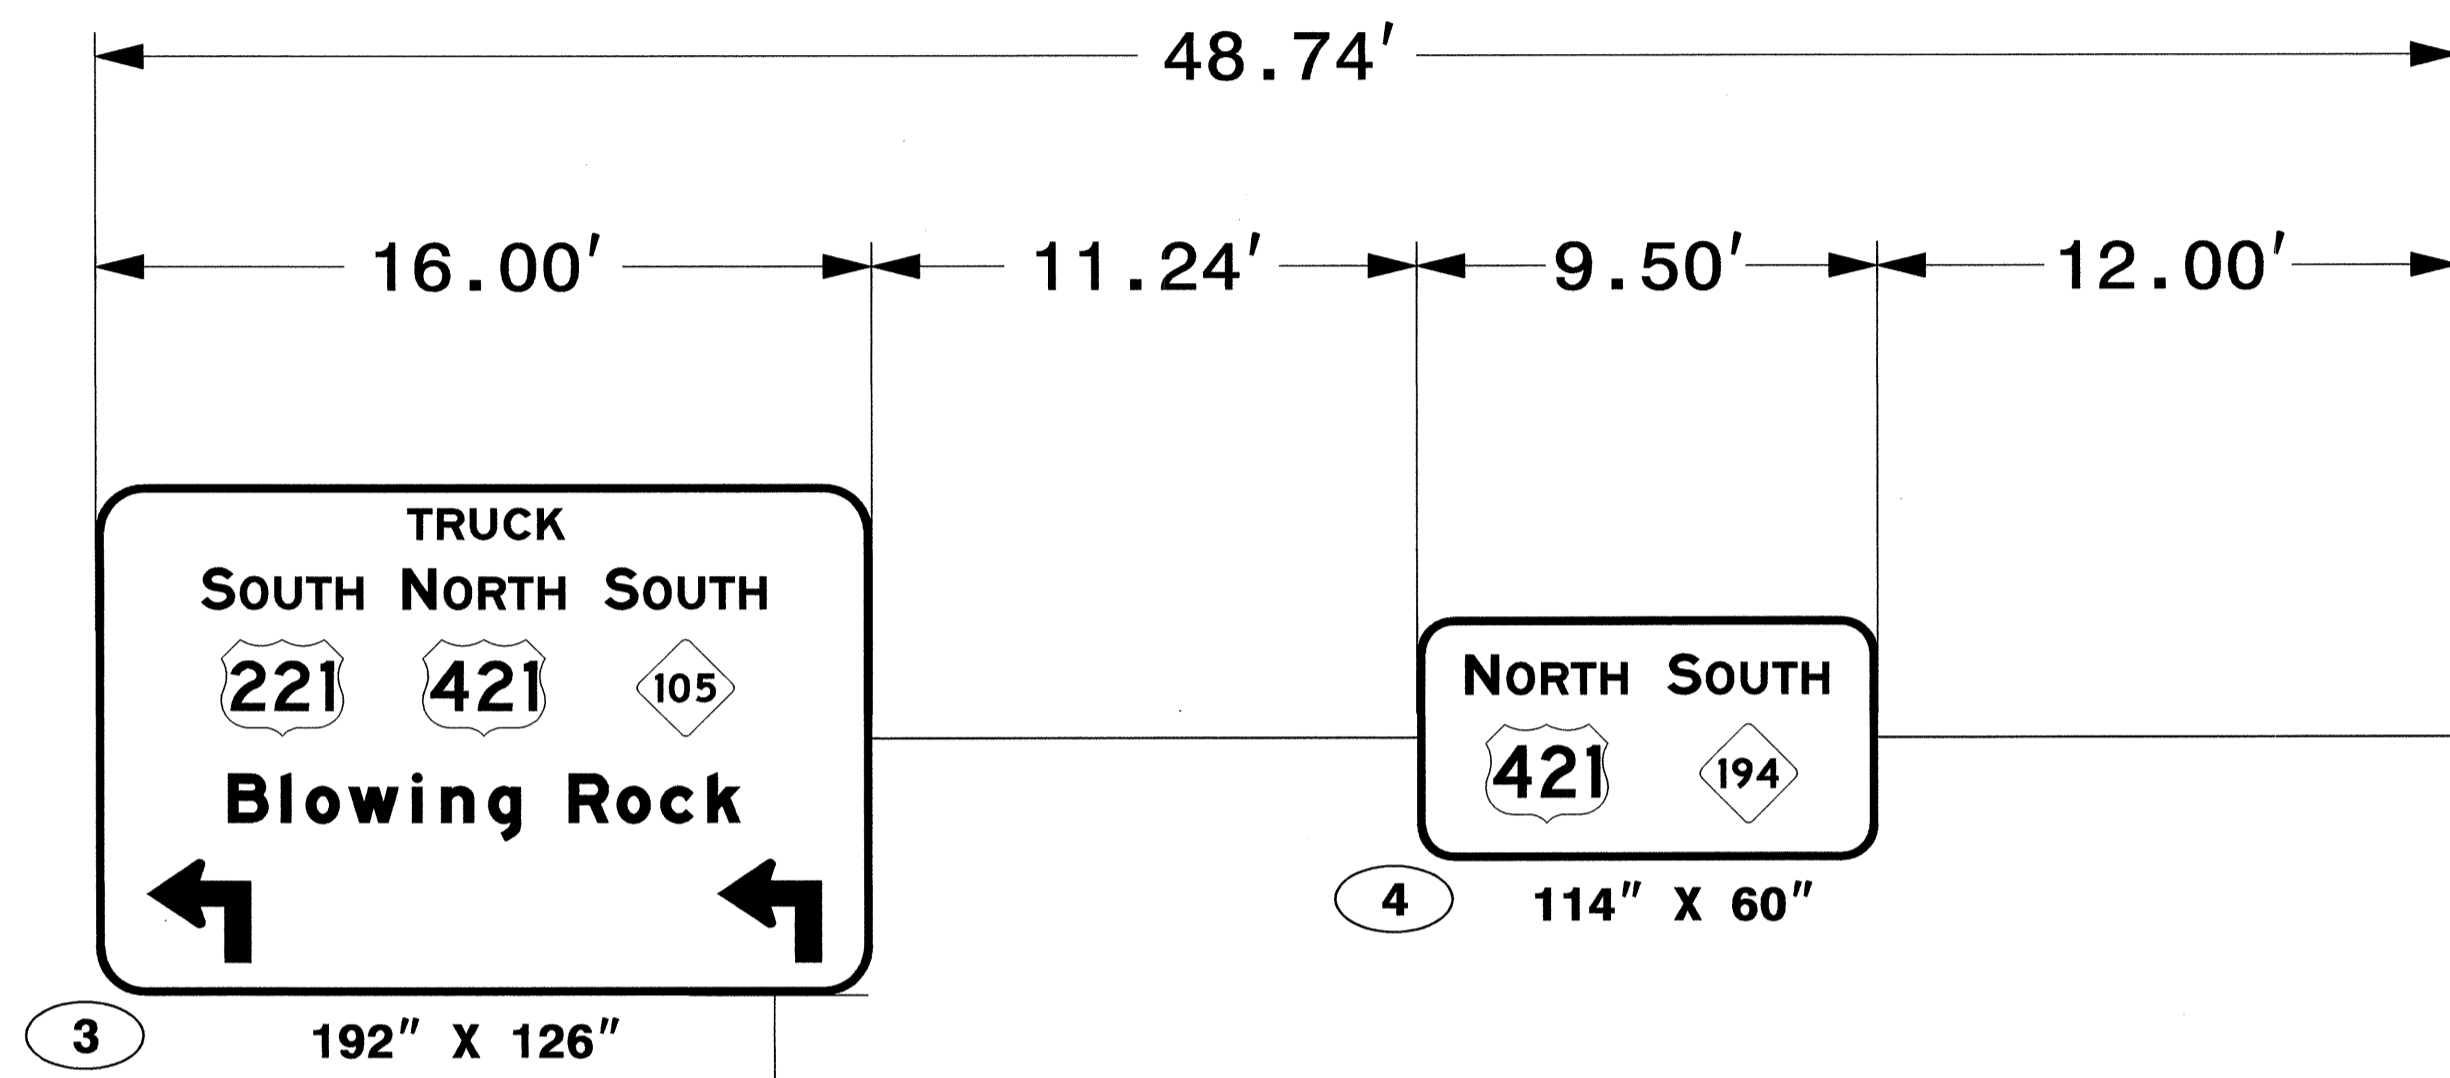 48.74'
16.00' 11.24' 9.50' 12.00'
TRUCK
SOUTH NORTH SOUTH
221 421 105
Blowing Rock
3 192" X 126"
NORTH SOUTH
421 194
4 114" X 60"